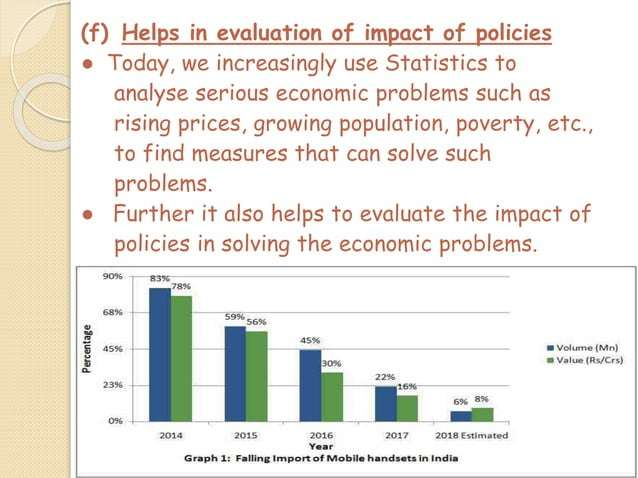 (f) Helps in evaluation of impact of policies
● Today, we increasingly use Statistics to
analyse serious economic problems such as
rising prices, growing population, poverty, etc.,
to find measures that can solve such
problems.
● Further it also helps to evaluate the impact of
policies in solving the economic problems.
90%
68%
45%
23%
0%
Percentage
83%
78%
59%
56%
45%
30%
22%
16%
6%
8%
Volume (Mn)
Value (Rs/Crs)
2014 2015 2016 2017 2018 Estimated
Year
Graph 1: Falling Import of Mobile handsets in India